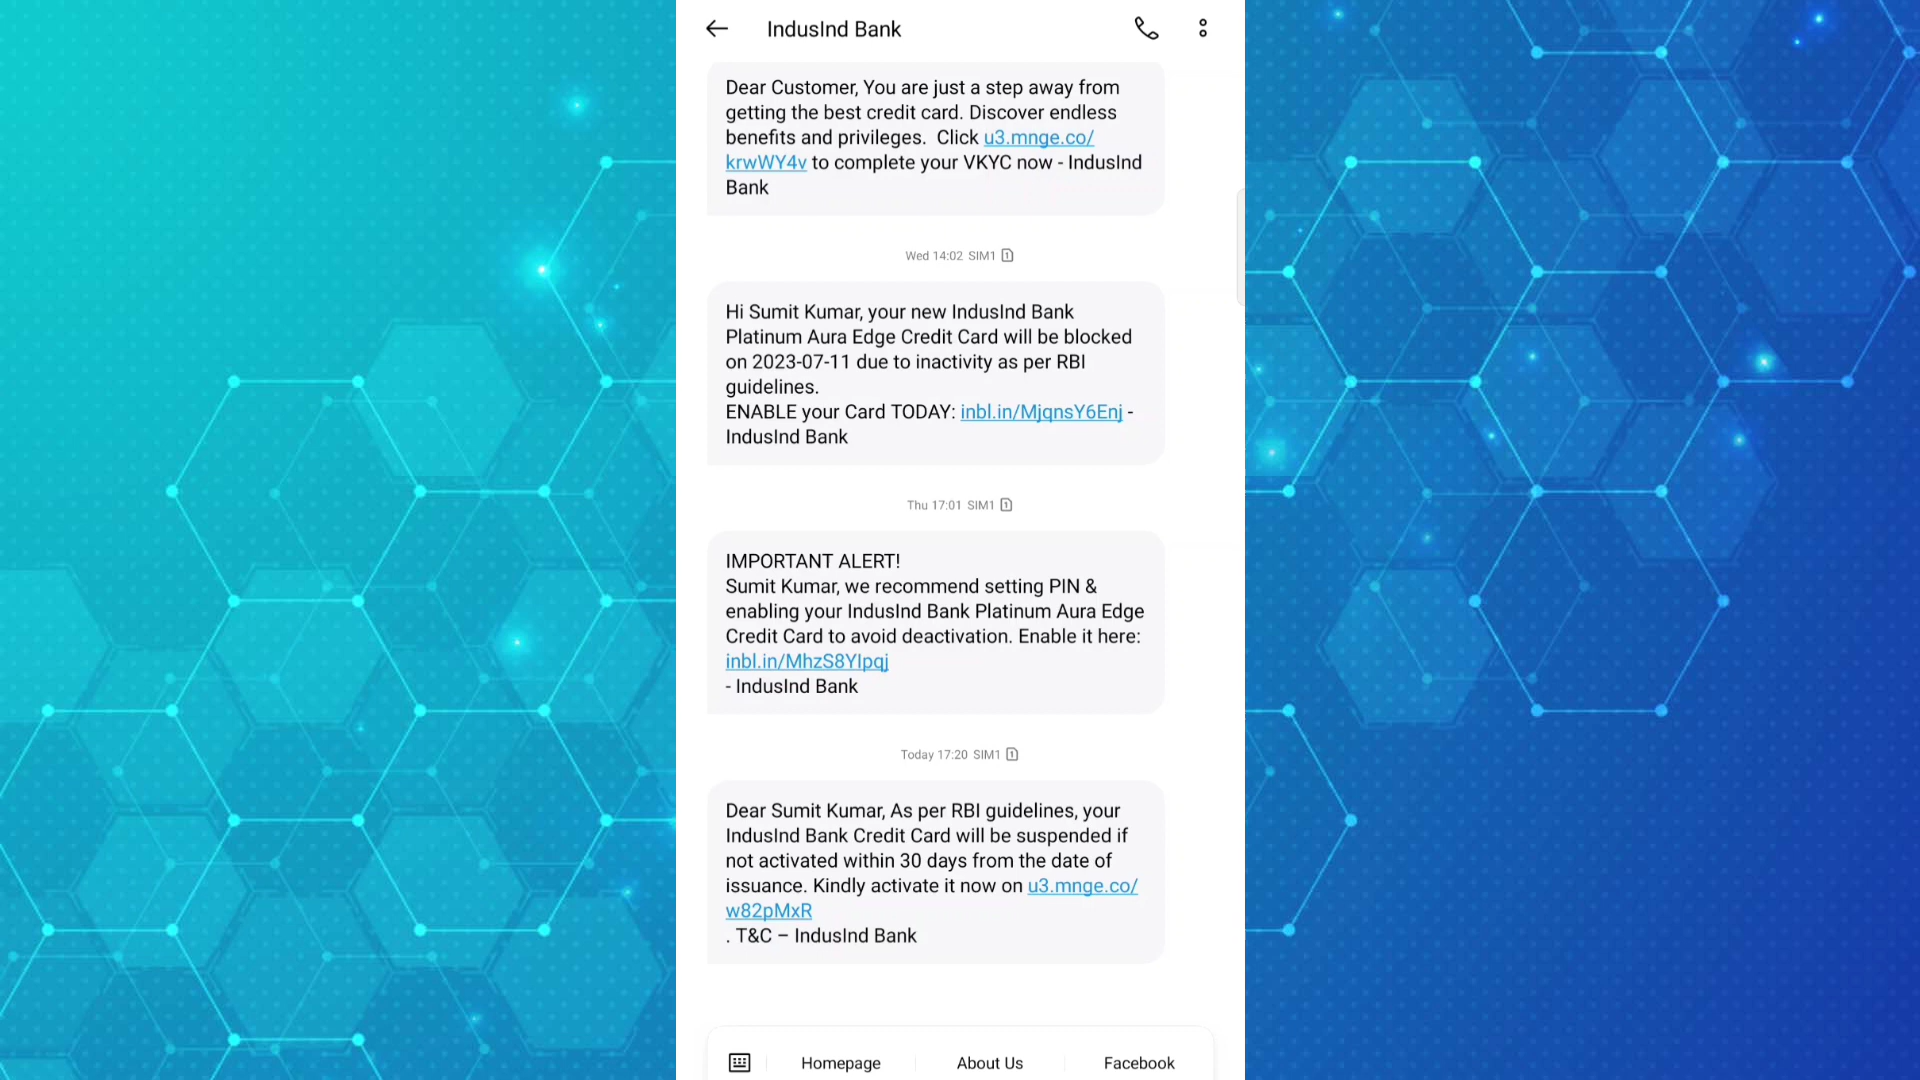 IndusInd Bank
Dear Customer, You are just a step away from
getting the best credit card. Discover endless
benefits and privileges.  Click u3.mnge.co/
krwWY4v to complete your VKYC now - IndusInd
Bank
Wed 14:02 SIM1 1
Hi Sumit Kumar, your new IndusInd Bank
Platinum Aura Edge Credit Card will be blocked
on 2023-07-11 due to inactivity as per RBI
guidelines.
ENABLE your Card TODAY: inbl.in/MjqnsY6Enj -
IndusInd Bank
Thu 17:01 SIM1 1
IMPORTANT ALERT!
Sumit Kumar, we recommend setting PIN &
enabling your IndusInd Bank Platinum Aura Edge
Credit Card to avoid deactivation. Enable it here:
inbl.in/MhzS8YIpqj
- IndusInd Bank
Today 17:20 SIM1 1
Dear Sumit Kumar, As per RBI guidelines, your
IndusInd Bank Credit Card will be suspended if
not activated within 30 days from the date of
issuance. Kindly activate it now on u3.mnge.co/
w82pMxR
. T&C – IndusInd Bank
Homepage About Us Facebook